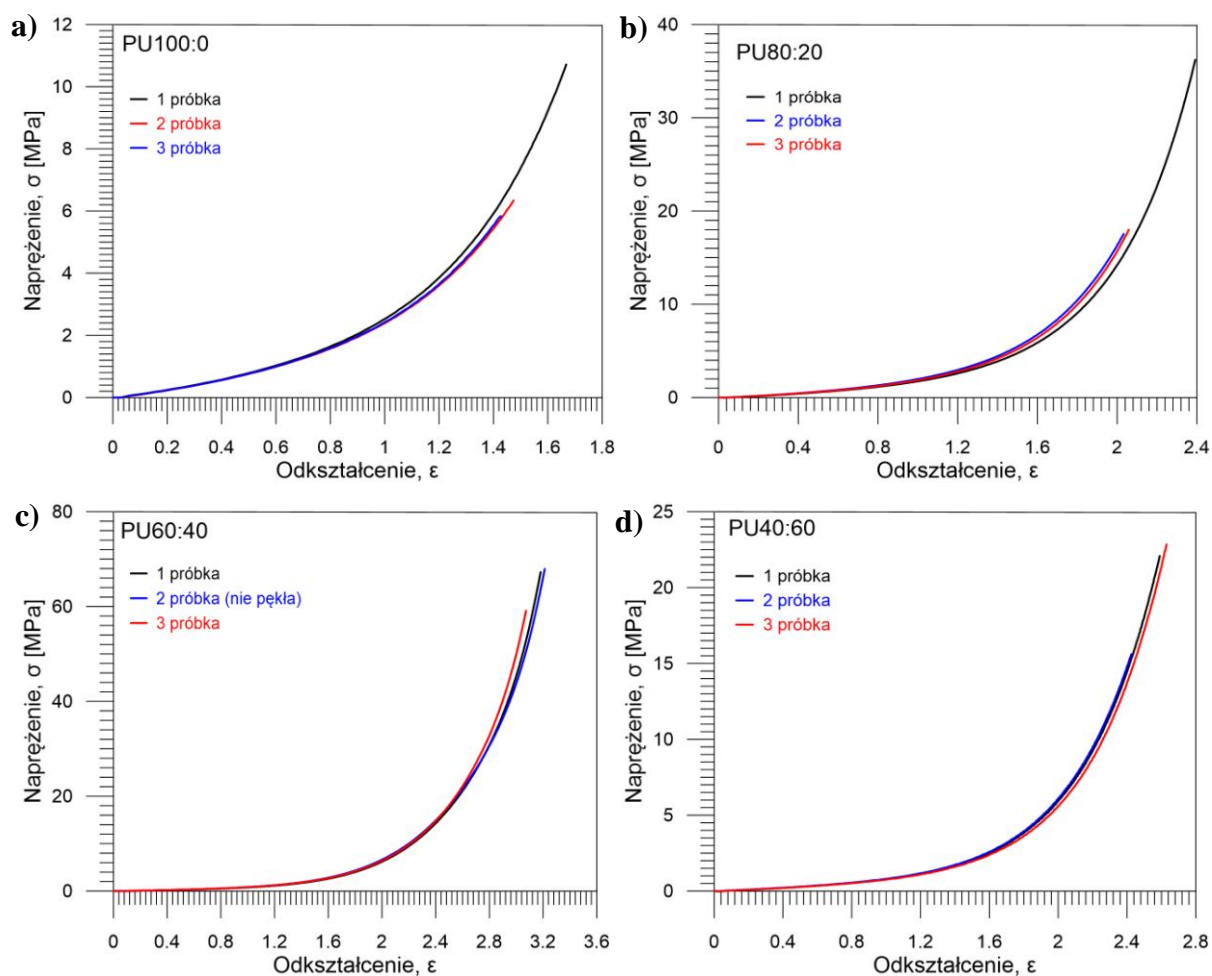 a)
PU100:0
1 próbka
2 próbka
3 próbka
Naprężenie, σ [MPa]
12
10
8
6
4
2
0
0 0.2 0.4 0.6 0.8 1 1.2 1.4 1.6 1.8
Odkształcenie, ε
b)
PU80:20
1 próbka
2 próbka
3 próbka
Naprężenie, σ [MPa]
40
30
20
10
0
0 0.4 0.8 1.2 1.6 2 2.4
Odkształcenie, ε
c)
PU60:40
1 próbka
2 próbka (nie pękła)
3 próbka
Naprężenie, σ [MPa]
80
60
40
20
0
0 0.4 0.8 1.2 1.6 2 2.4 2.8 3.2 3.6
Odkształcenie, ε
d)
PU40:60
1 próbka
2 próbka
3 próbka
Naprężenie, σ [MPa]
25
20
15
10
5
0
0 0.4 0.8 1.2 1.6 2 2.4 2.8
Odkształcenie, ε